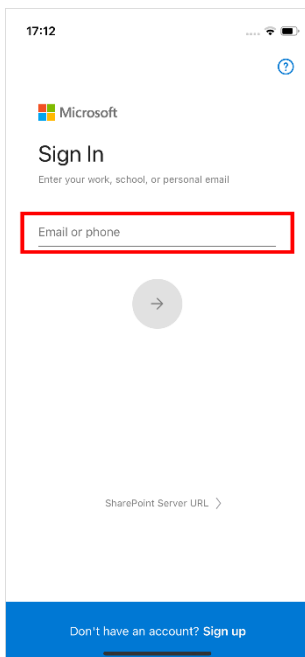 17:12
Microsoft
Sign In
Enter your work, school, or personal email
Email or phone
SharePoint Server URL
Don't have an account? Sign up